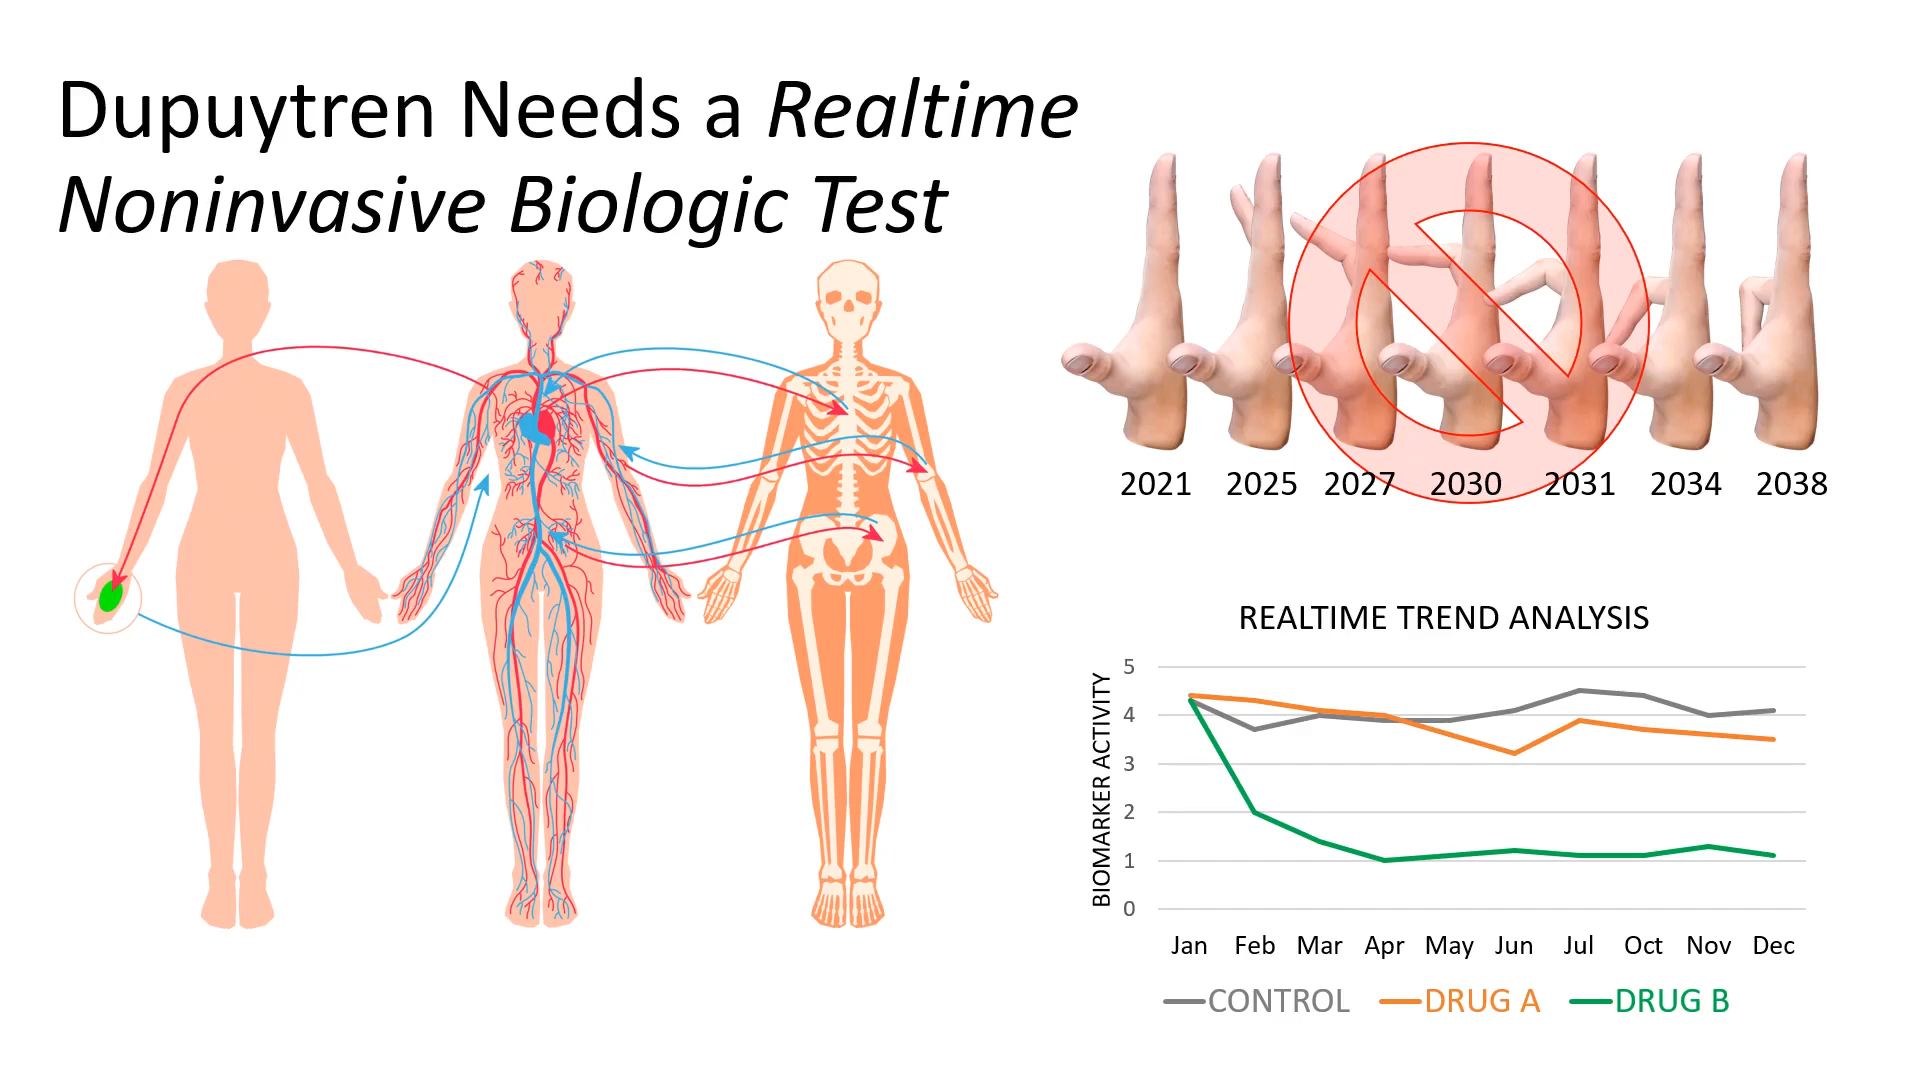 Dupuytren Needs a Realtime
Noninvasive Biologic Test
2021 2025 2027 2030 2031 2034 2038
REALTIME TREND ANALYSIS
BIOMARKER ACTIVITY
5
4
3
2
1
0
Jan Feb Mar Apr May Jun Jul Oct Nov Dec
CONTROL DRUG A DRUG B